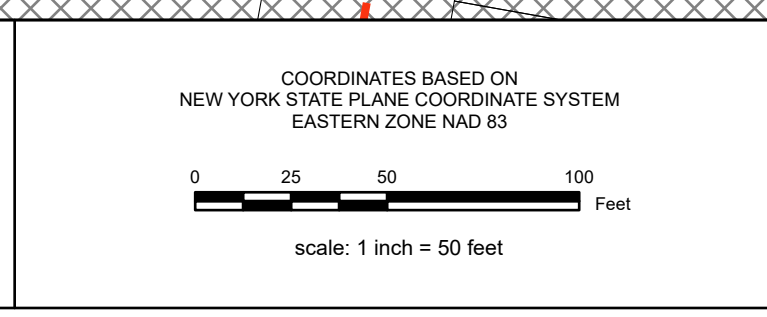 COORDINATES BASED ON
NEW YORK STATE PLANE COORDINATE SYSTEM
EASTERN ZONE NAD 83
0 25 50 100
Feet
scale: 1 inch = 50 feet